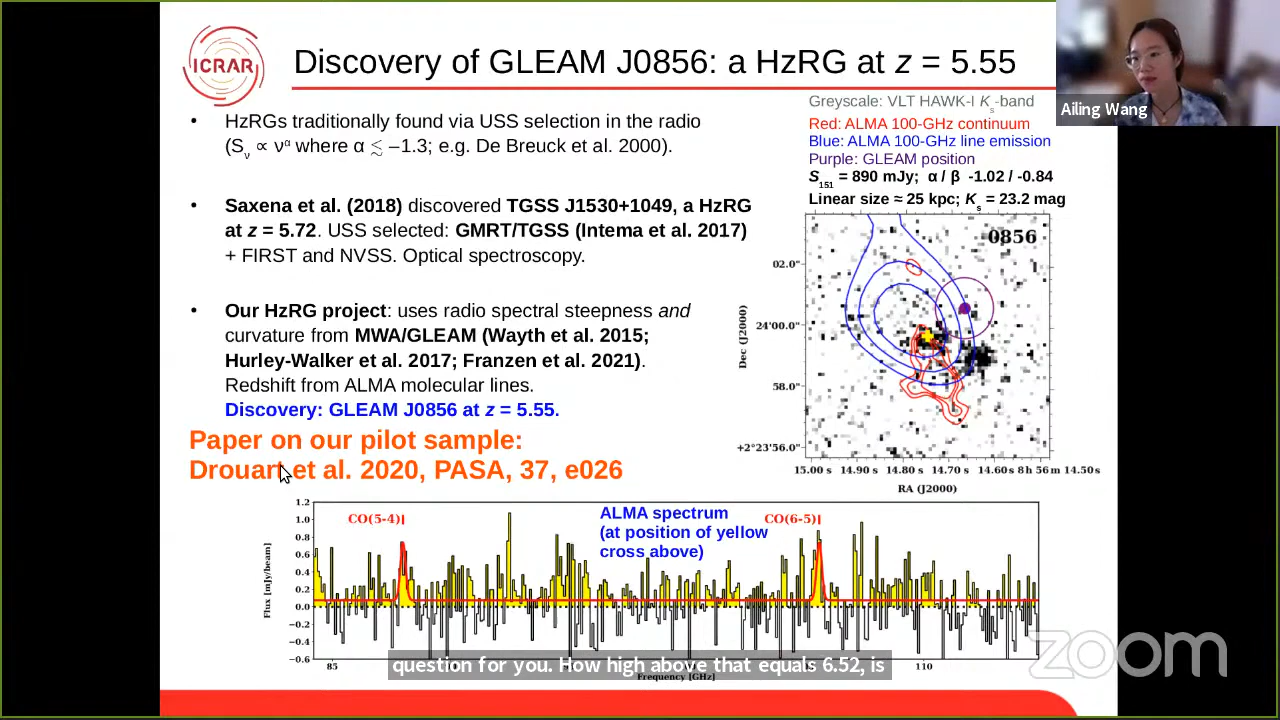 ICRAR
Discovery of GLEAM J0856: a HzRG at z = 5.55
Ailing Wang
• HzRGs traditionally found via USS selection in the radio
(Sν ∝ ν^α where α ≲ −1.3; e.g. De Breuck et al. 2000).
• Saxena et al. (2018) discovered TGSS J1530+1049, a HzRG
at z = 5.72. USS selected: GMRT/TGSS (Intema et al. 2017)
+ FIRST and NVSS. Optical spectroscopy.
• Our HzRG project: uses radio spectral steepness and
curvature from MWA/GLEAM (Wayth et al. 2015;
Hurley-Walker et al. 2017; Franzen et al. 2021).
Redshift from ALMA molecular lines.
Discovery: GLEAM J0856 at z = 5.55.
Paper on our pilot sample:
Drouart et al. 2020, PASA, 37, e026
Greyscale: VLT HAWK-I Ks-band
Red: ALMA 100-GHz continuum
Blue: ALMA 100-GHz line emission
Purple: GLEAM position
S151 = 890 mJy; α / β -1.02 / -0.84
Linear size ≈ 25 kpc; Ks = 23.2 mag
0856
02.0"
24'00.0"
58.0"
+2°23'56.0"
Dec (J2000)
15.00 s 14.90 s 14.80 s 14.70 s 14.60 s 8 h 56 m 14.50 s
RA (J2000)
CO(5-4)
ALMA spectrum
(at position of yellow
cross above)
CO(6-5)
1.2
1.0
0.8
0.6
0.4
0.2
0.0
−0.2
−0.4
−0.6
Flux [mJy/beam]
85
110
Frequency [GHz]
question for you. How high above that equals 6.52, is
zoom